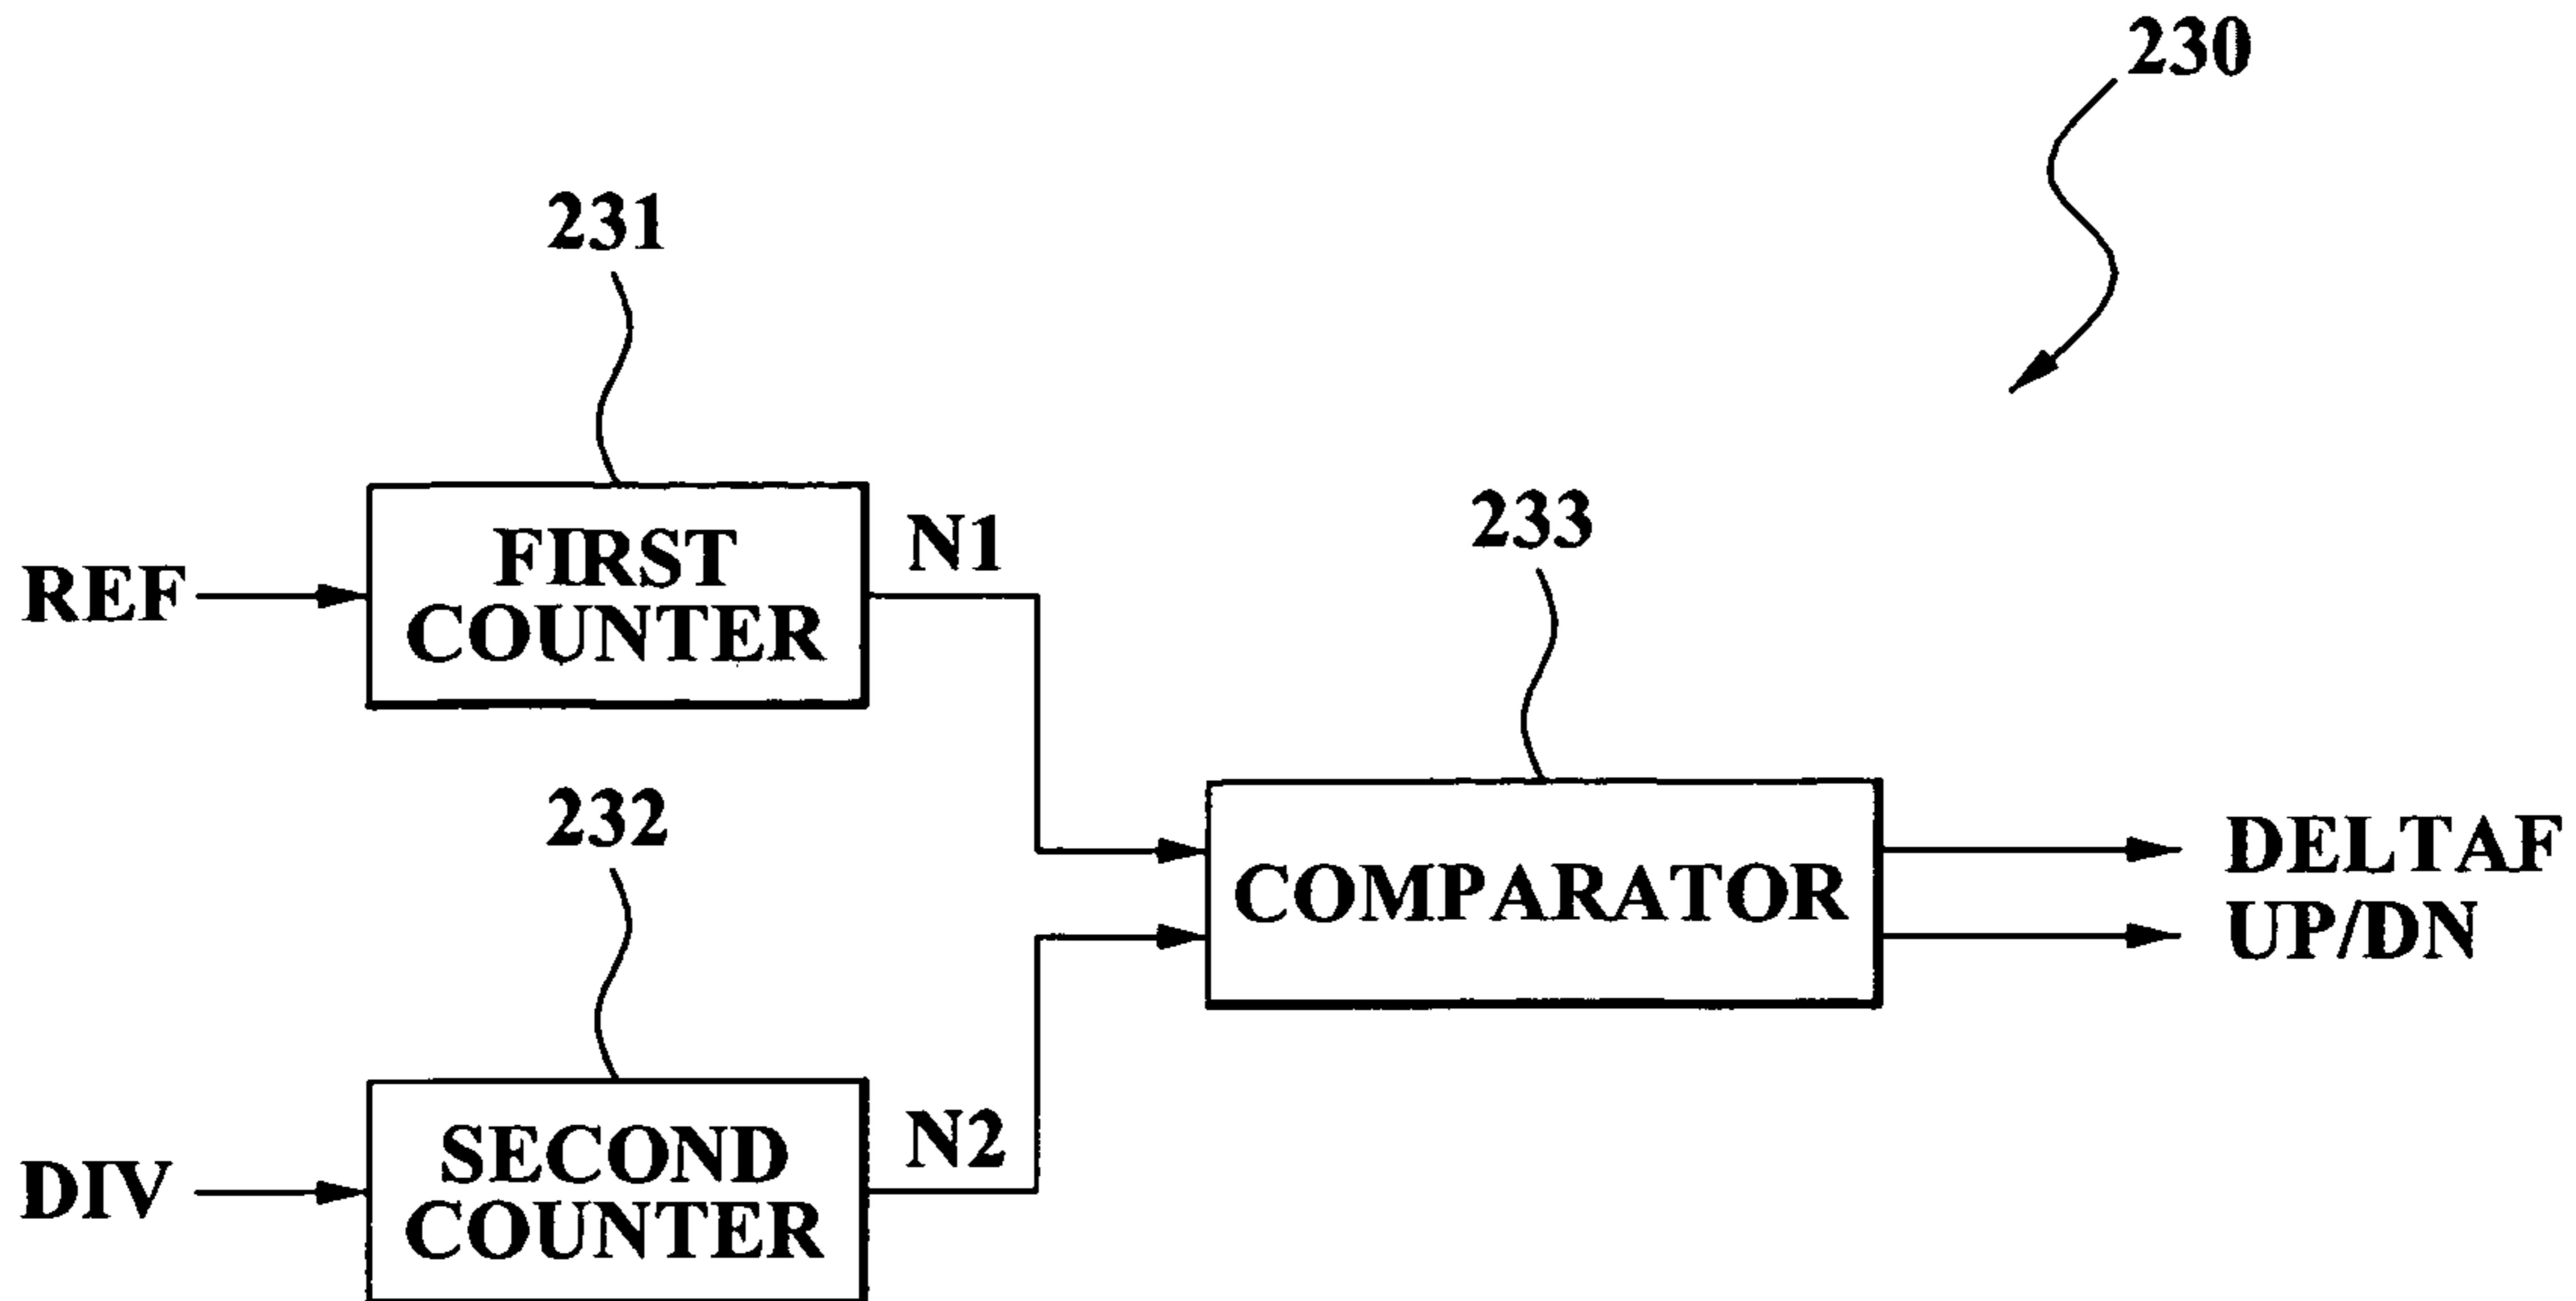 230
231
FIRST
COUNTER
N1
REF
233
232
COMPARATOR
DELTAF
UP/DN
SECOND
COUNTER
N2
DIV